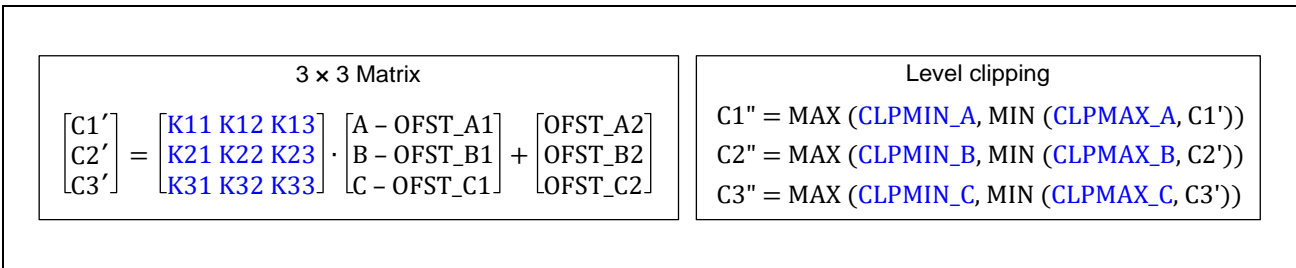 3 × 3 Matrix
[C1′] = [K11 K12 K13] · [A – OFST_A1] + [OFST_A2]
[C2′] = [K21 K22 K23] · [B – OFST_B1] + [OFST_B2]
[C3′] = [K31 K32 K33] · [C – OFST_C1] + [OFST_C2]
Level clipping
C1" = MAX (CLPMIN_A, MIN (CLPMAX_A, C1'))
C2" = MAX (CLPMIN_B, MIN (CLPMAX_B, C2'))
C3" = MAX (CLPMIN_C, MIN (CLPMAX_C, C3'))